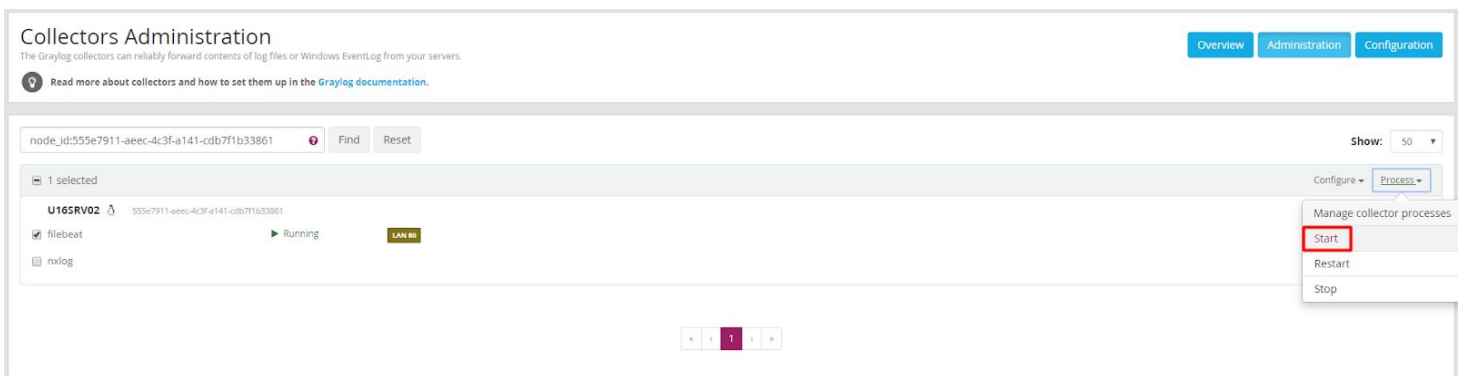 Collectors Administration
The Graylog collectors can reliably forward contents of log files or Windows EventLog from your servers.
Read more about collectors and how to set them up in the Graylog documentation.
Overview
Administration
Configuration
node_id:555e7911-aeec-4c3f-a141-cdb7f1b33861
Find
Reset
Show: 50
1 selected
Configure
Process
U16SRV02 555e7911-aeec-4c3f-a141-cdb7f1b33861
Manage collector processes
filebeat
Running
LAN 80
Start
nxlog
Restart
Stop
« ‹ 1 › »